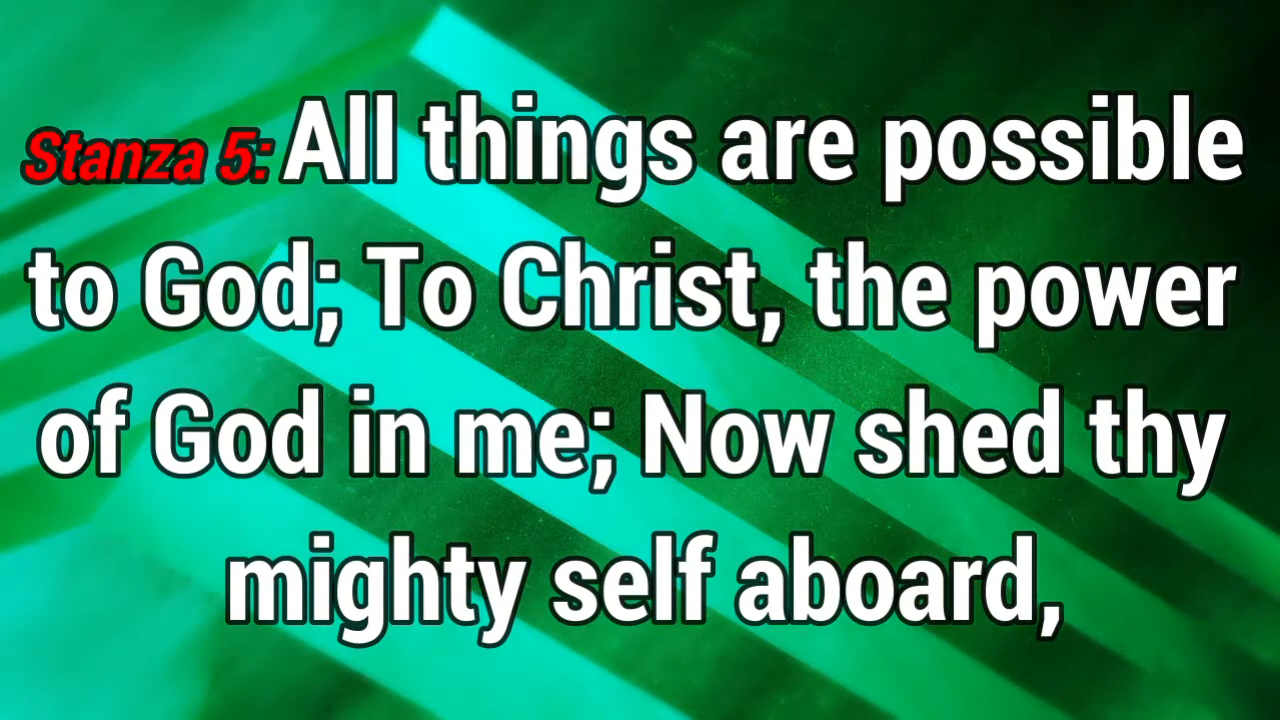 Stanza 5: All things are possible
to God; To Christ, the power
of God in me; Now shed thy
mighty self aboard,